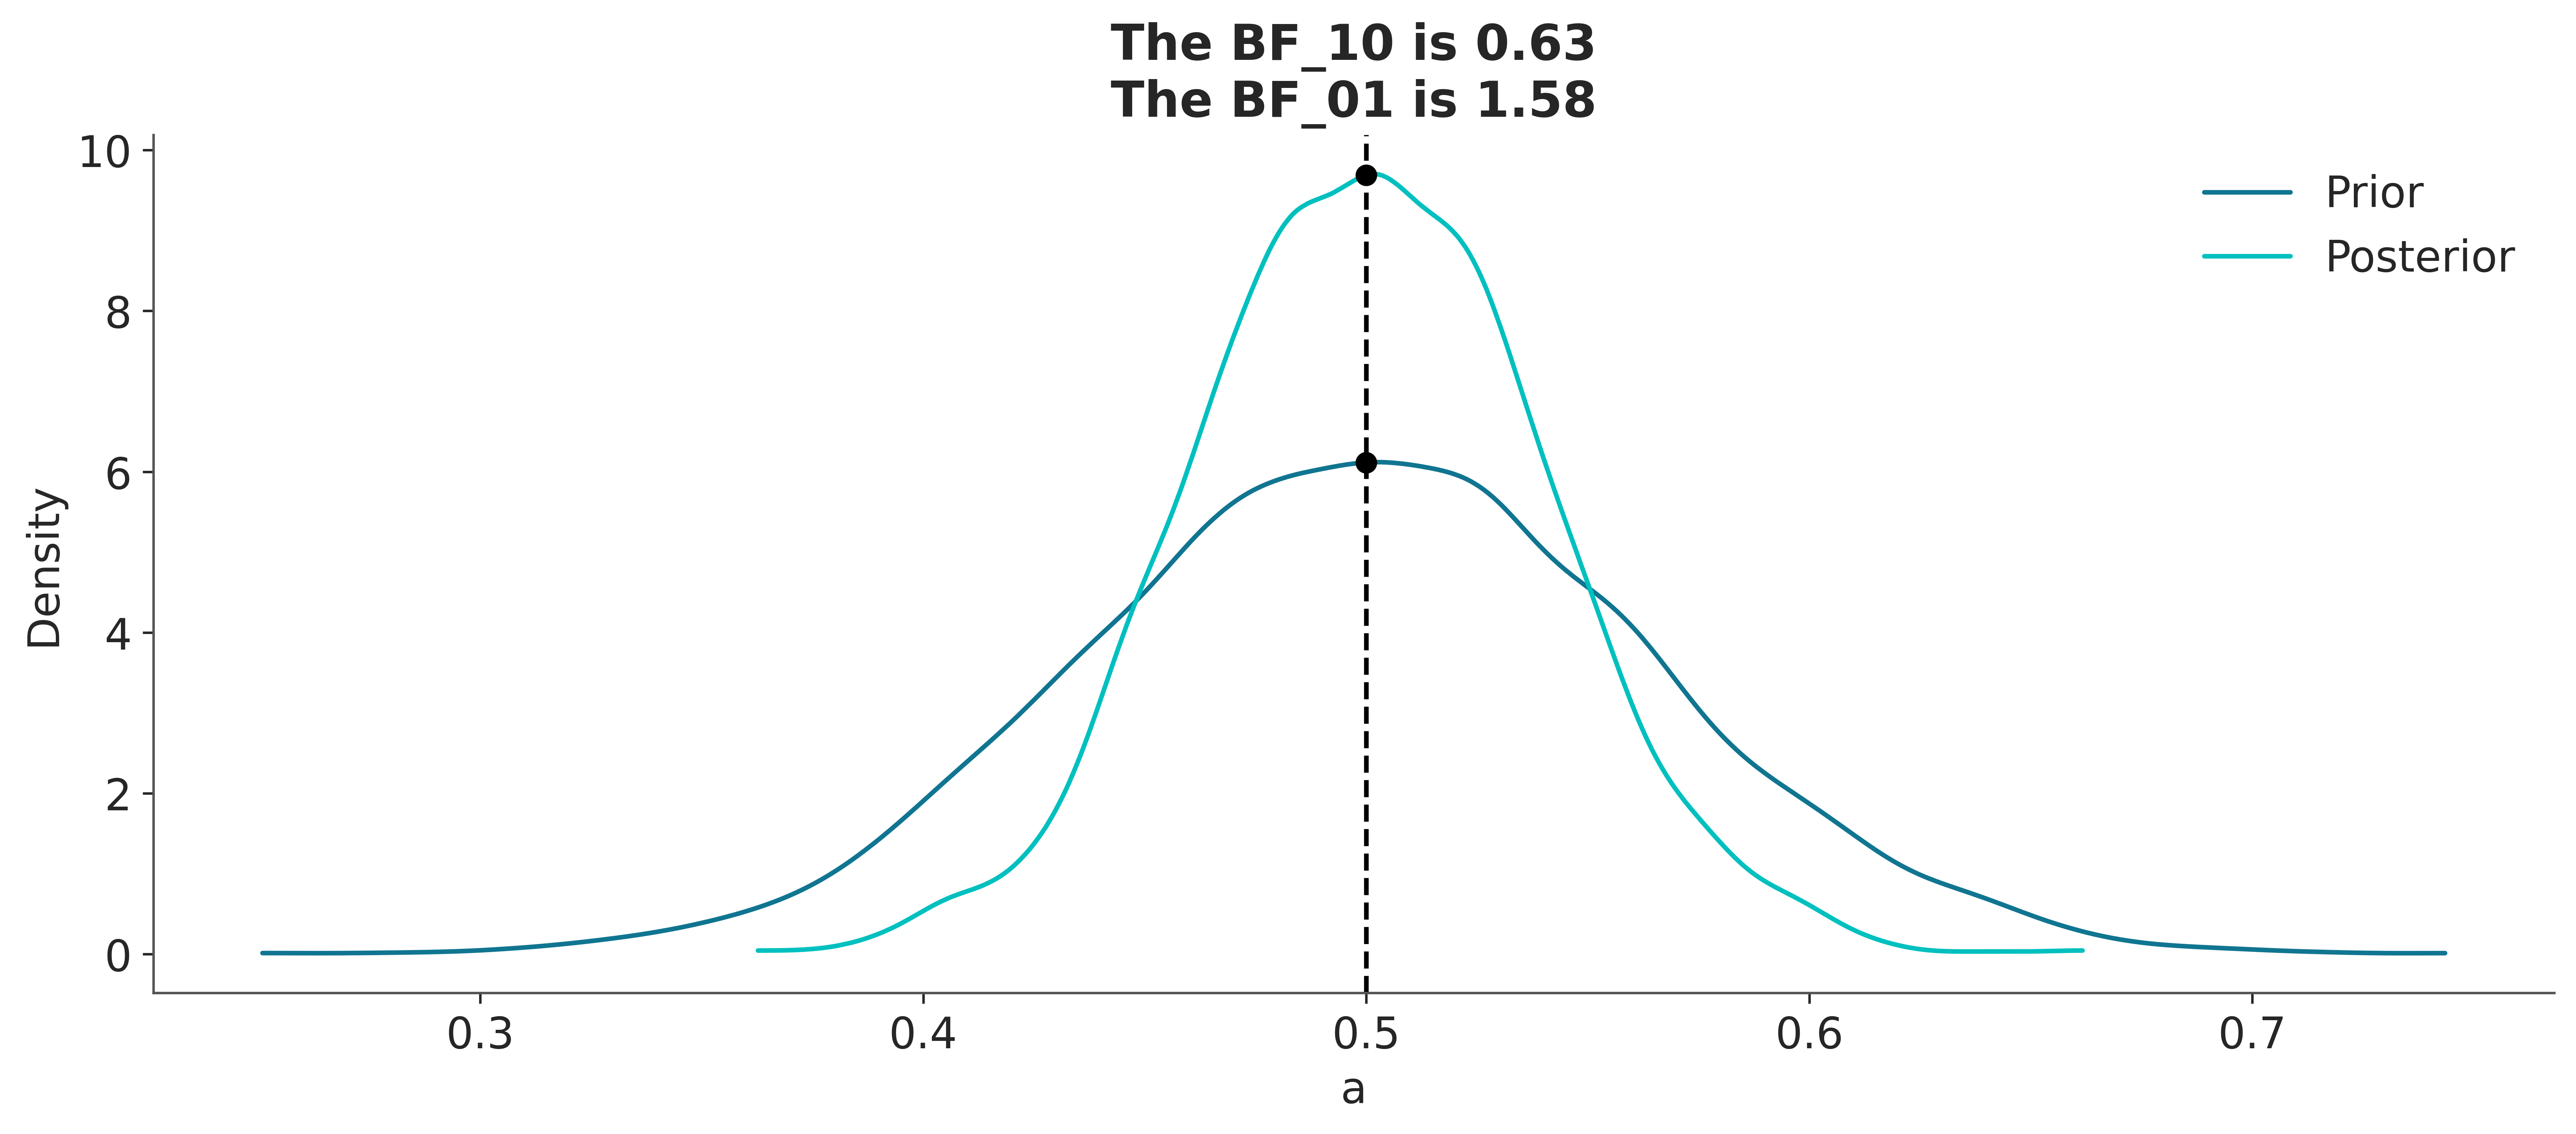 The BF_10 is 0.63
The BF_01 is 1.58
10
8
6
4
2
0
Density
Prior
Posterior
0.3 0.4 0.5 0.6 0.7
a